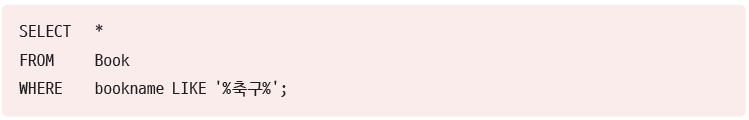 SELECT *
FROM Book
WHERE bookname LIKE '%축구%';